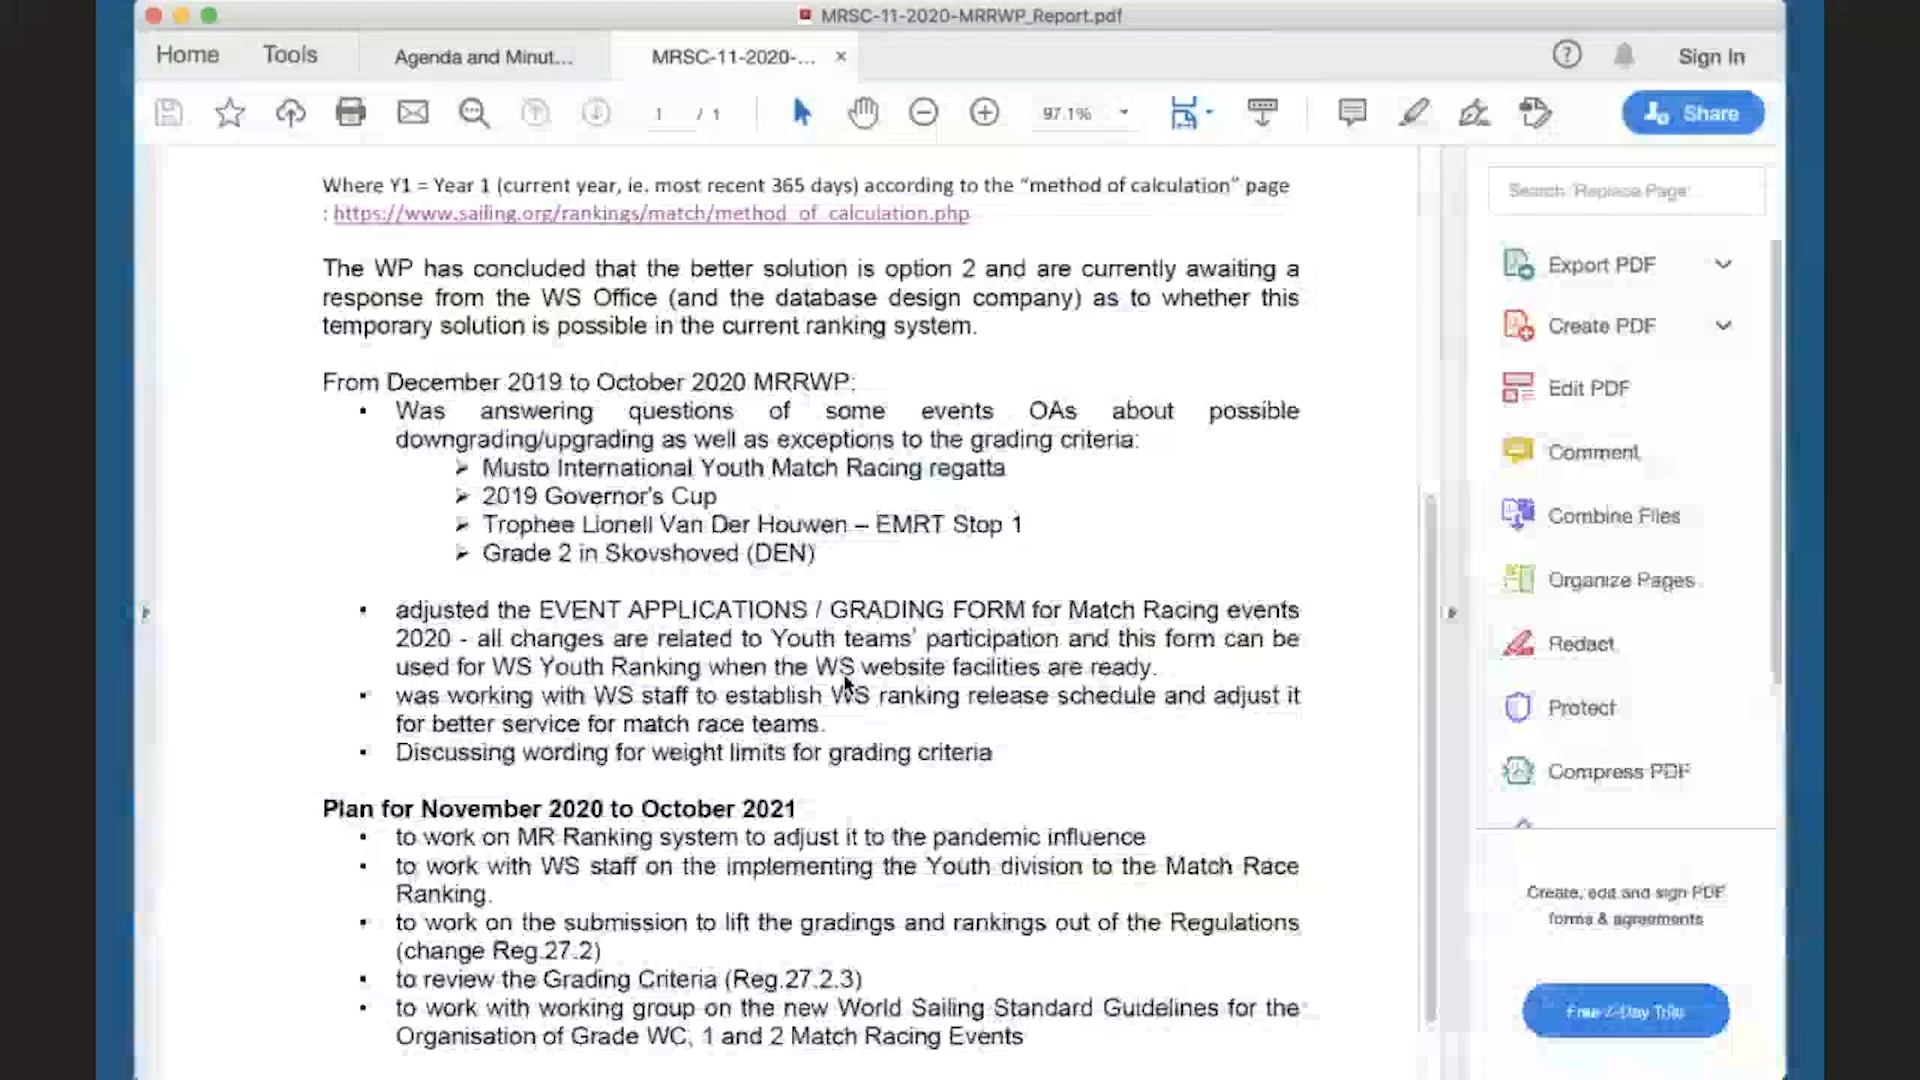 MRSC-11-2020-MRRWP_Report.pdf
Home Tools Agenda and Minut... MRSC-11-2020-... × ? Sign In
1 / 1 97.1% Share
Where Y1 = Year 1 (current year, ie. most recent 365 days) according to the “method of calculation” page
: https://www.sailing.org/rankings/match/method_of_calculation.php
The WP has concluded that the better solution is option 2 and are currently awaiting a
response from the WS Office (and the database design company) as to whether this
temporary solution is possible in the current ranking system.
From December 2019 to October 2020 MRRWP:
• Was answering questions of some events OAs about possible
downgrading/upgrading as well as exceptions to the grading criteria:
➢ Musto International Youth Match Racing regatta
➢ 2019 Governor's Cup
➢ Trophee Lionell Van Der Houwen – EMRT Stop 1
➢ Grade 2 in Skovshoved (DEN)
• adjusted the EVENT APPLICATIONS / GRADING FORM for Match Racing events
2020 - all changes are related to Youth teams' participation and this form can be
used for WS Youth Ranking when the WS website facilities are ready.
• was working with WS staff to establish WS ranking release schedule and adjust it
for better service for match race teams.
• Discussing wording for weight limits for grading criteria
Plan for November 2020 to October 2021
• to work on MR Ranking system to adjust it to the pandemic influence
• to work with WS staff on the implementing the Youth division to the Match Race
Ranking.
• to work on the submission to lift the gradings and rankings out of the Regulations
(change Reg.27.2)
• to review the Grading Criteria (Reg.27.2.3)
• to work with working group on the new World Sailing Standard Guidelines for the
Organisation of Grade WC, 1 and 2 Match Racing Events
Search 'Replace Page'
Export PDF
Create PDF
Edit PDF
Comment
Combine Files
Organize Pages
Redact
Protect
Compress PDF
Create, edit and sign PDF
forms & agreements
Free 7-Day Trial